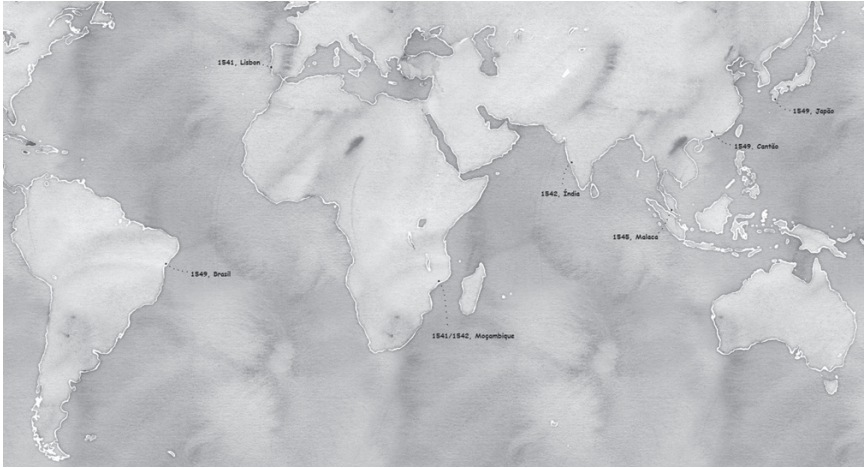 1541, Lisbon
1549, Japão
1549, Cantão
1542, Índia
1545, Malaca
1549, Brasil
1541/1542, Moçambique